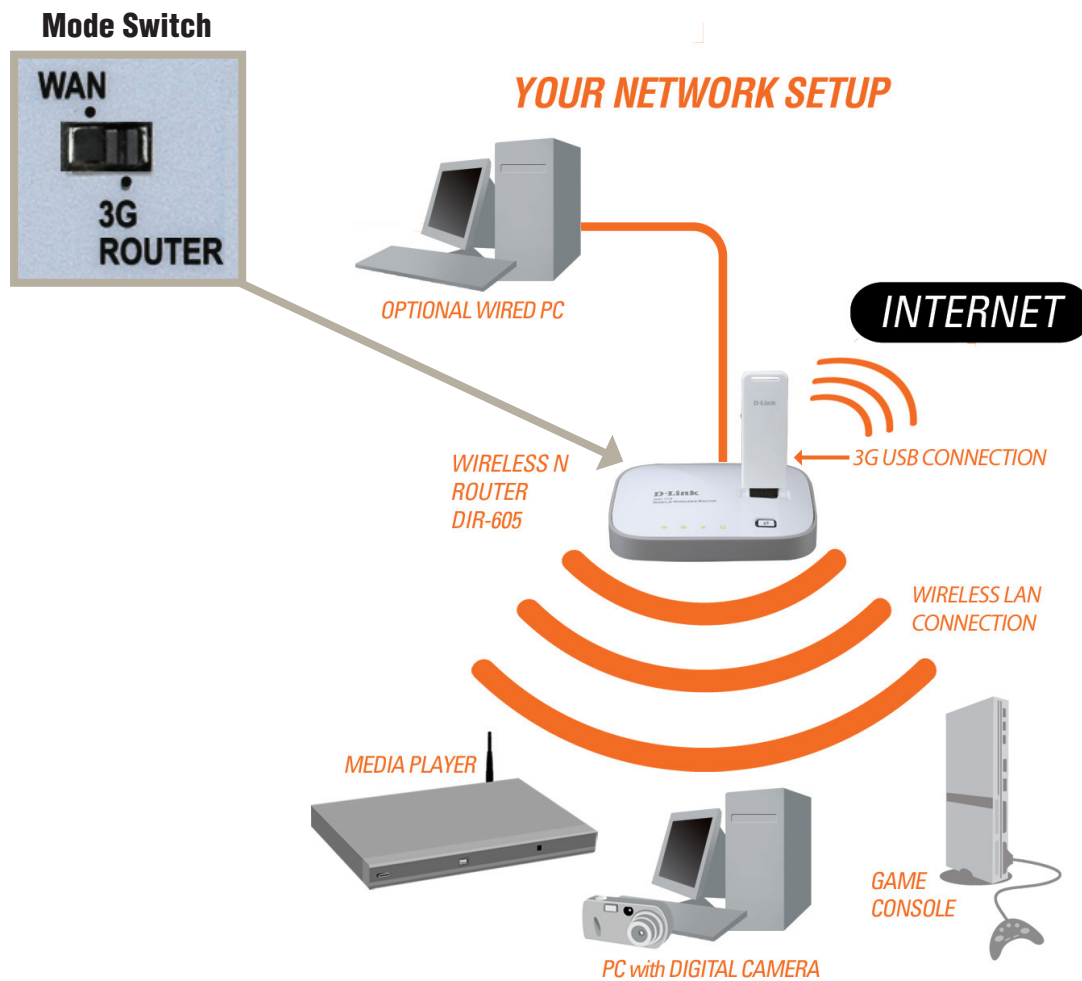 Mode Switch
WAN
3G
ROUTER
YOUR NETWORK SETUP
OPTIONAL WIRED PC
INTERNET
D-Link
3G USB CONNECTION
WIRELESS N
ROUTER
DIR-605
D-Link
WIRELESS LAN
CONNECTION
MEDIA PLAYER
GAME
CONSOLE
PC with DIGITAL CAMERA